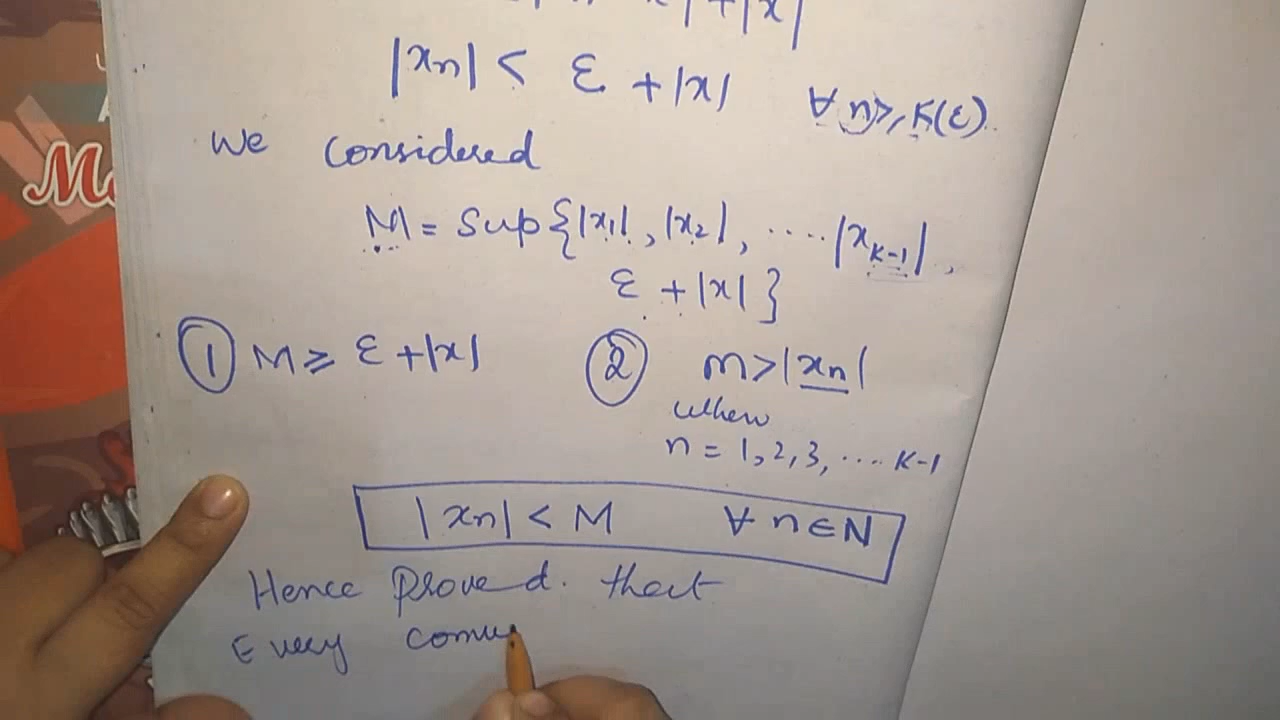 |xn| < ε + |x| ∀ n ≥, K(ε).
We considered
M = Sup{|x1|, |x2|, ..... |xK-1|,
ε + |x|}
① M ≥ ε + |x|
② m > |xn|
when
n = 1, 2, 3, .... K-1
|xn| < M ∀ n ∈ N
Hence Proved. that
Every